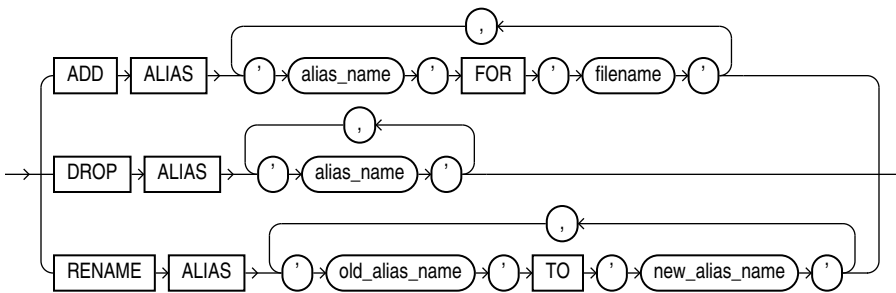 ,
ADD ALIAS ' alias_name ' FOR ' filename '
,
DROP ALIAS ' alias_name '
,
RENAME ALIAS ' old_alias_name ' TO ' new_alias_name '